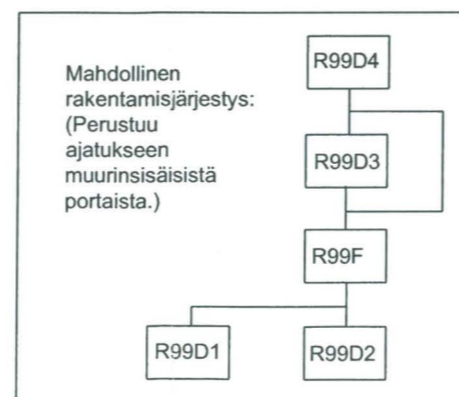 Mahdollinen
rakentamisjärjestys:
(Perustuu
ajatukseen
muurinsisäisistä
portaista.)
R99D4
R99D3
R99F
R99D1
R99D2